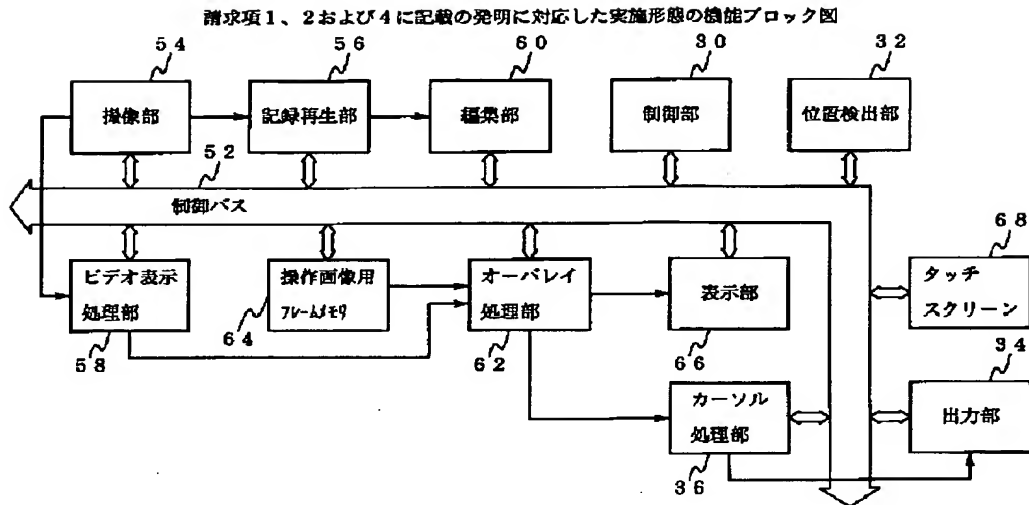 請求項1、2および4に記載の発明に対応した実施形態の機能ブロック図
54
56
60
30
32
撮像部
記録再生部
編集部
制御部
位置検出部
52
制御バス
68
ビデオ表示
処理部
操作画像用
フレームメモリ
オーバレイ
処理部
表示部
タッチ
スクリーン
58
64
62
66
34
カーソル
処理部
出力部
36